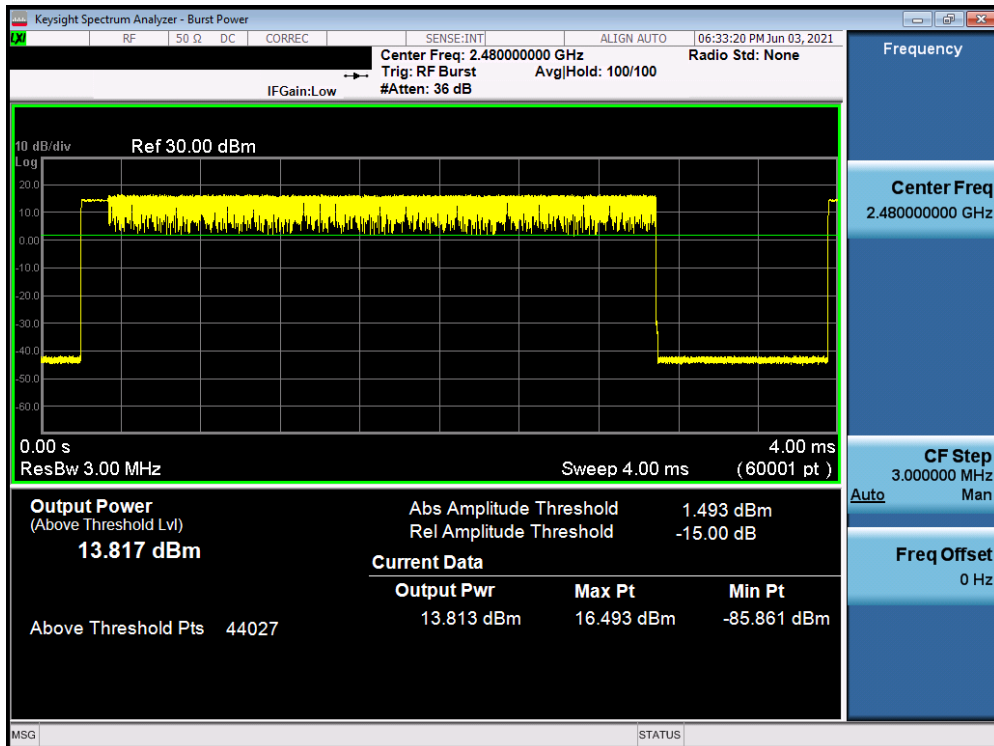 Keysight Spectrum Analyzer - Burst Power
LXI RF 50 Ω DC CORREC SENSE:INT ALIGN AUTO 06:33:20 PM Jun 03, 2021
Center Freq: 2.480000000 GHz Radio Std: None
Trig: RF Burst Avg|Hold: 100/100
IFGain:Low #Atten: 36 dB
Frequency
10 dB/div Ref 30.00 dBm
Log
20.0
10.0
0.00
-10.0
-20.0
-30.0
-40.0
-50.0
-60.0
0.00 s 4.00 ms
ResBw 3.00 MHz Sweep 4.00 ms (60001 pt)
Center Freq
2.480000000 GHz
CF Step
3.000000 MHz
Auto Man
Freq Offset
0 Hz
Output Power
(Above Threshold Lvl)
13.817 dBm
Above Threshold Pts 44027
Abs Amplitude Threshold 1.493 dBm
Rel Amplitude Threshold -15.00 dB
Current Data
Output Pwr Max Pt Min Pt
13.813 dBm 16.493 dBm -85.861 dBm
MSG STATUS